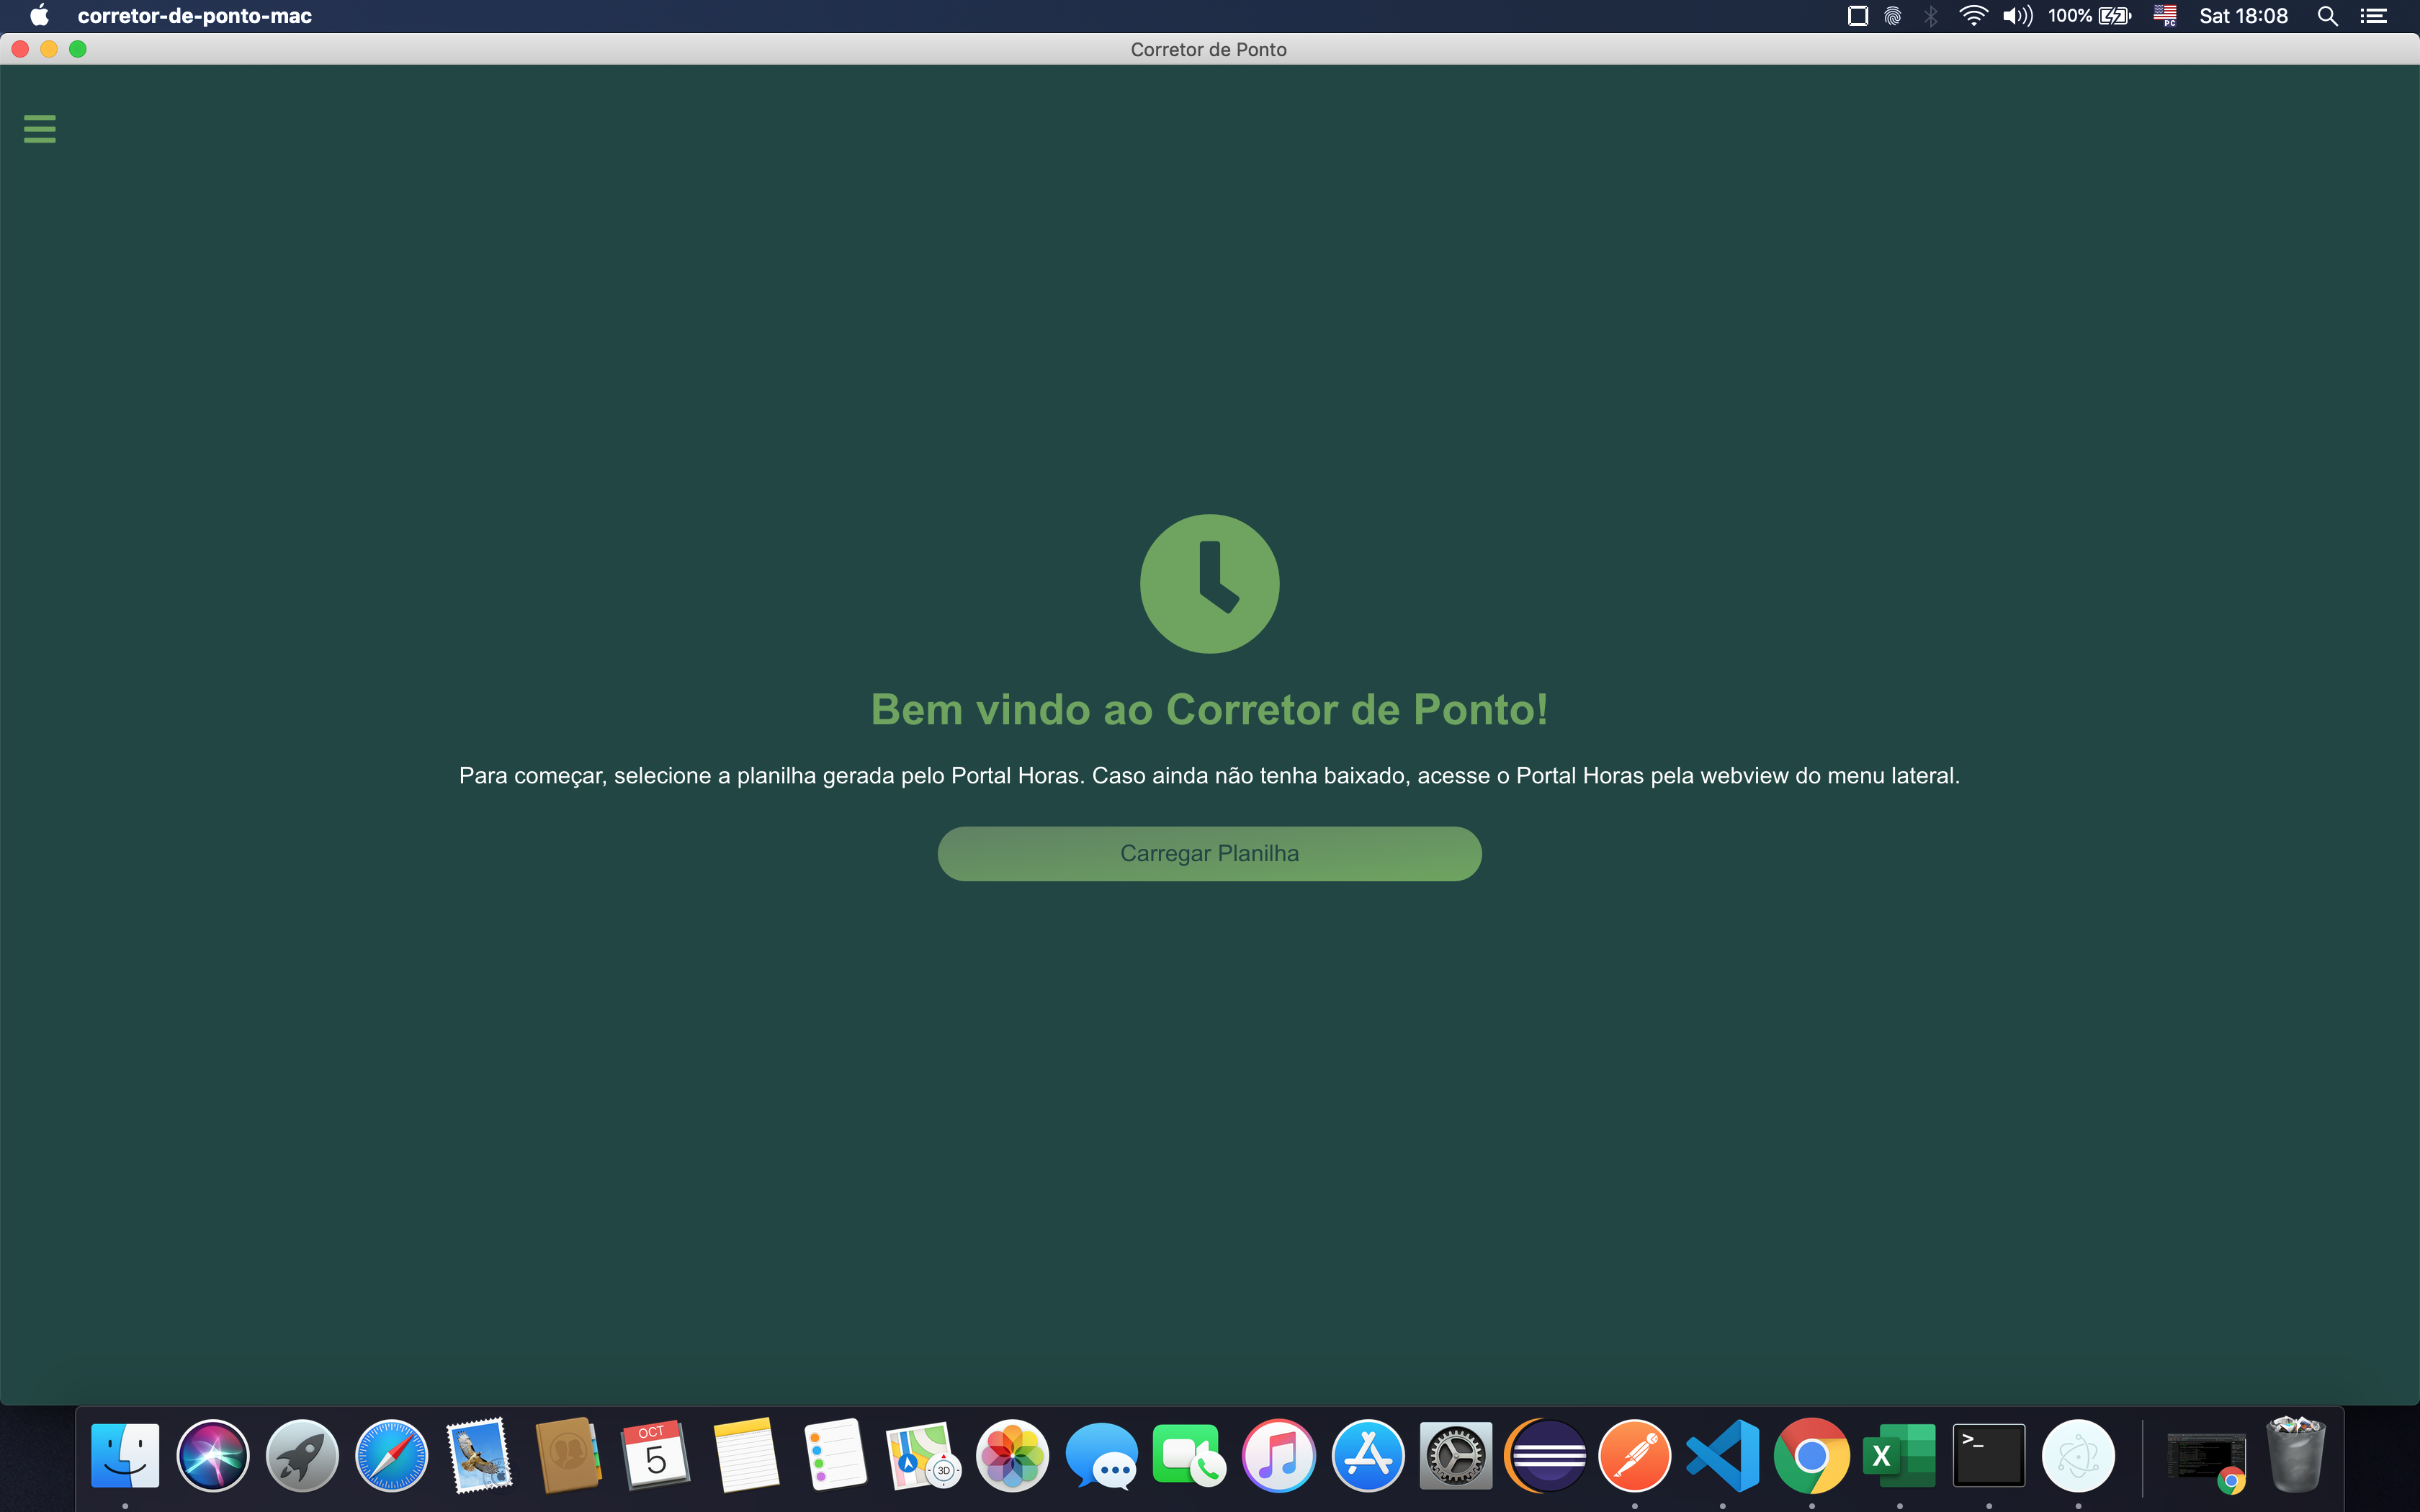 corretor-de-ponto-mac
100%
PC
Sat 18:08
Corretor de Ponto
Bem vindo ao Corretor de Ponto!
Para começar, selecione a planilha gerada pelo Portal Horas. Caso ainda não tenha baixado, acesse o Portal Horas pela webview do menu lateral.
Carregar Planilha
OCT
5
3D
X
>_